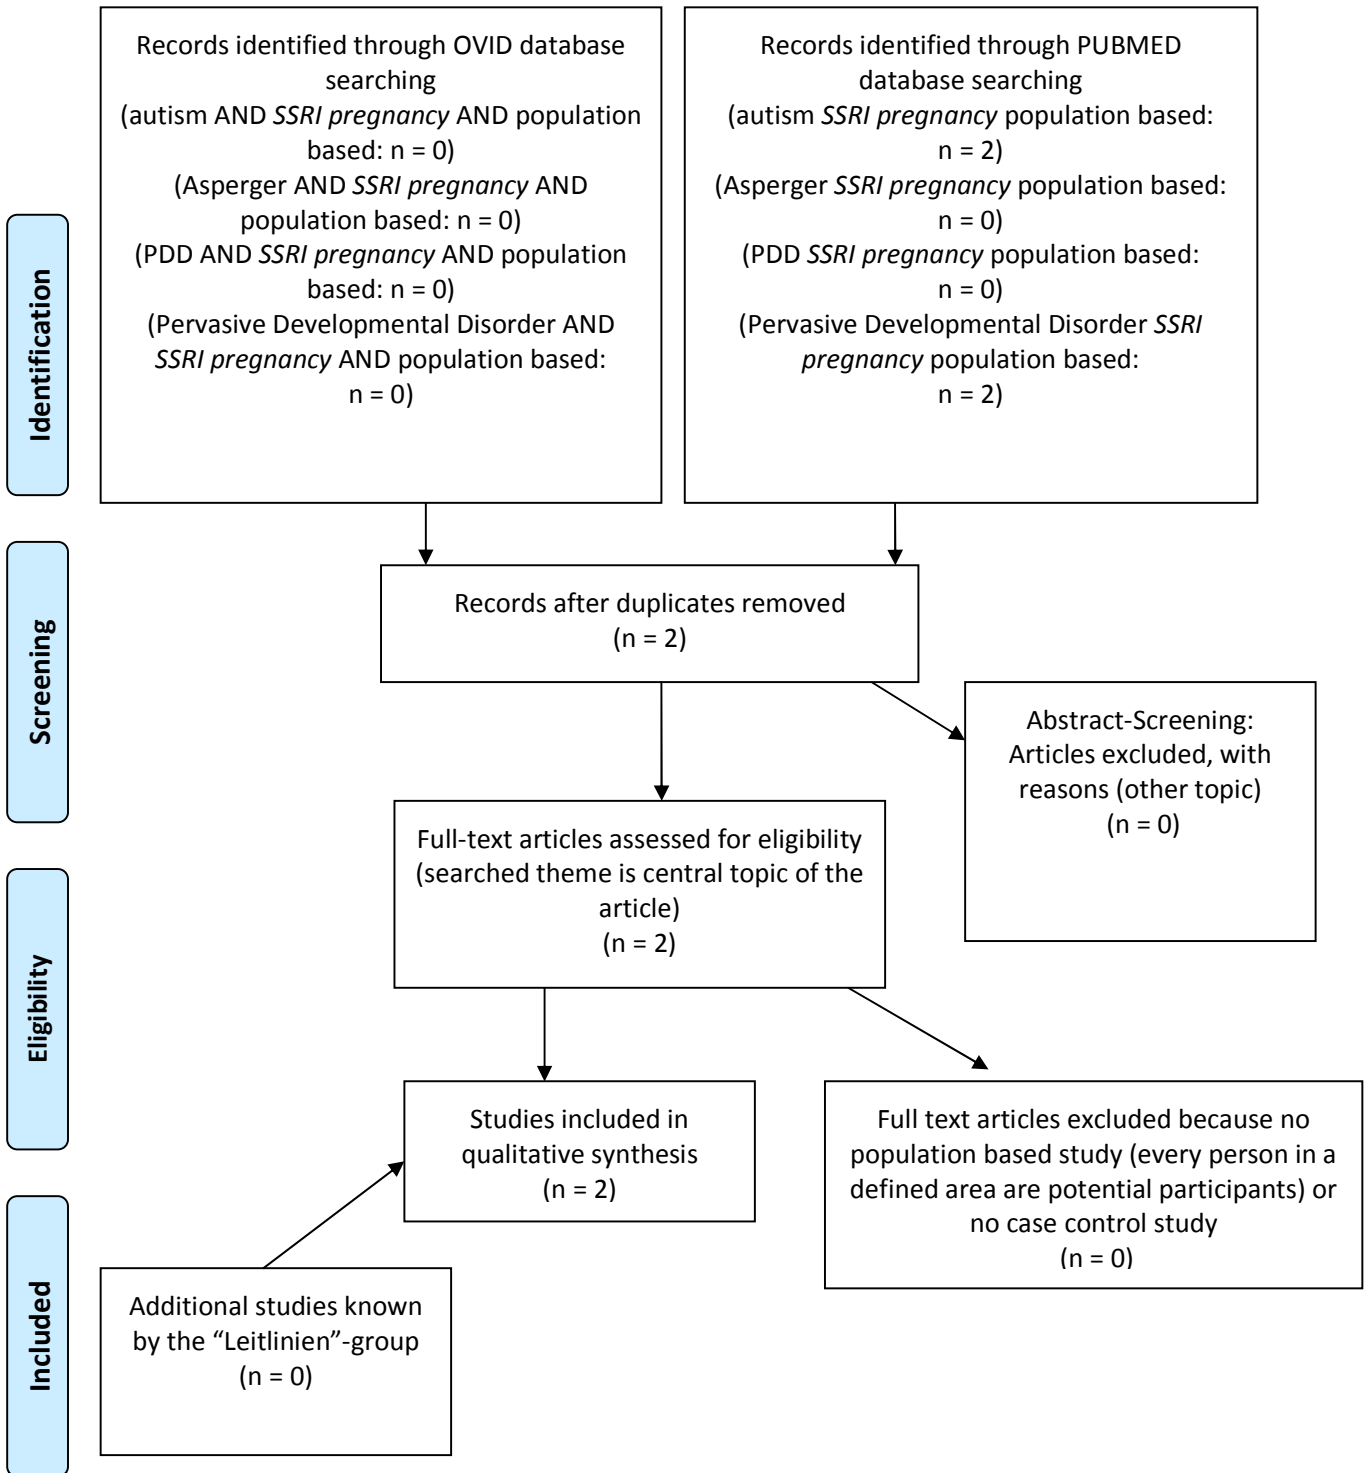 Records identified through OVID database
searching
(autism AND SSRI pregnancy AND population
based: n = 0)
(Asperger AND SSRI pregnancy AND
population based: n = 0)
(PDD AND SSRI pregnancy AND population
based: n = 0)
(Pervasive Developmental Disorder AND
SSRI pregnancy AND population based:
n = 0)
Records identified through PUBMED
database searching
(autism SSRI pregnancy population based:
n = 2)
(Asperger SSRI pregnancy population based:
n = 0)
(PDD SSRI pregnancy population based:
n = 0)
(Pervasive Developmental Disorder SSRI
pregnancy population based:
n = 2)
Identification
Screening
Records after duplicates removed
(n = 2)
Abstract-Screening:
Articles excluded, with
reasons (other topic)
(n = 0)
Full-text articles assessed for eligibility
(searched theme is central topic of the
article)
(n = 2)
Eligibility
Studies included in
qualitative synthesis
(n = 2)
Full text articles excluded because no
population based study (every person in a
defined area are potential participants) or
no case control study
(n = 0)
Included
Additional studies known
by the “Leitlinien”-group
(n = 0)